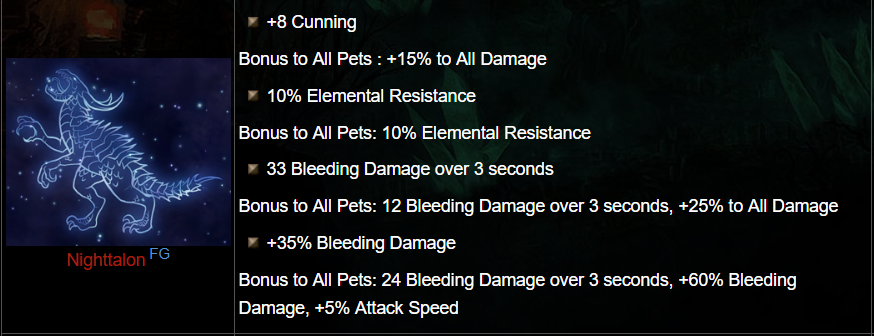 +8 Cunning
Bonus to All Pets : +15% to All Damage
10% Elemental Resistance
Bonus to All Pets: 10% Elemental Resistance
33 Bleeding Damage over 3 seconds
Bonus to All Pets: 12 Bleeding Damage over 3 seconds, +25% to All Damage
+35% Bleeding Damage
Bonus to All Pets: 24 Bleeding Damage over 3 seconds, +60% Bleeding
Damage, +5% Attack Speed
Nighttalon FG